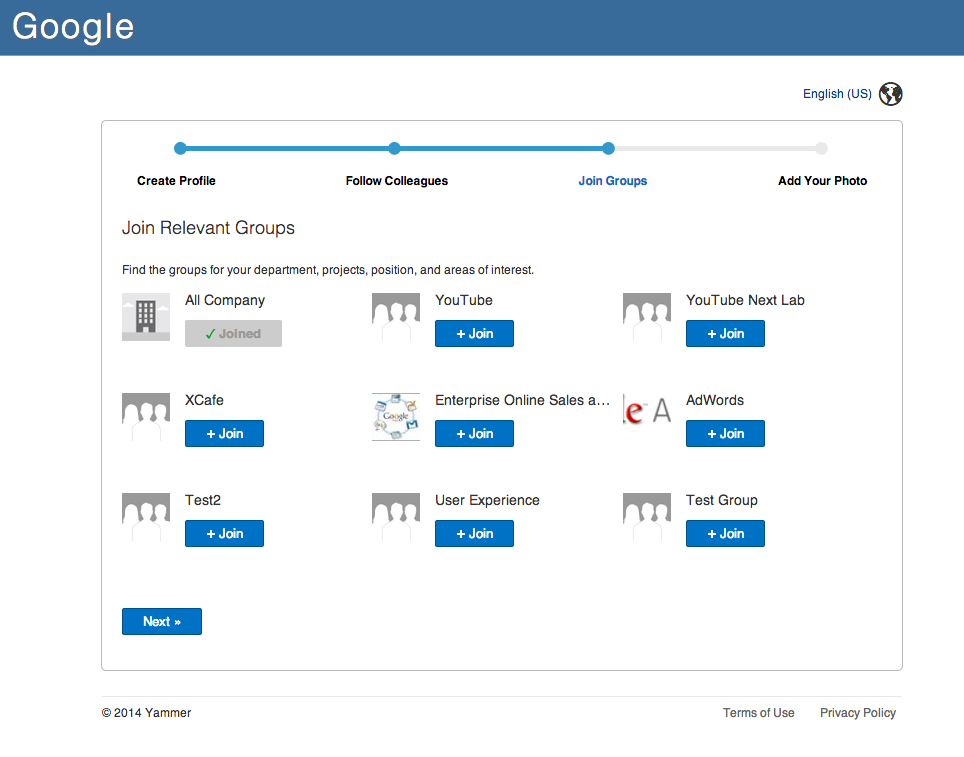 Google
English (US)
Create Profile
Follow Colleagues
Join Groups
Add Your Photo
Join Relevant Groups
Find the groups for your department, projects, position, and areas of interest.
All Company
YouTube
YouTube Next Lab
✓ Joined
+ Join
+ Join
XCafe
Enterprise Online Sales a...
AdWords
Google
e A
+ Join
+ Join
+ Join
Test2
User Experience
Test Group
+ Join
+ Join
+ Join
Next »
© 2014 Yammer
Terms of Use
Privacy Policy